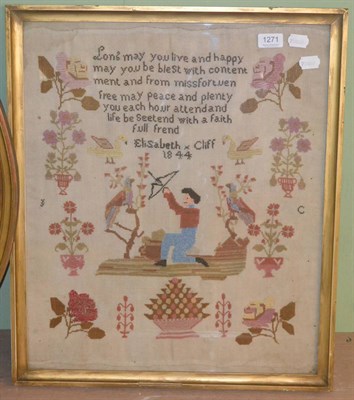 1271
Long may you live and happy
may you be blest with content
ment and from missfortven
free may peace and plenty
you each hour attend and
life be Seetend with a faith
full frend
Elisabeth x Cliff
1844
C